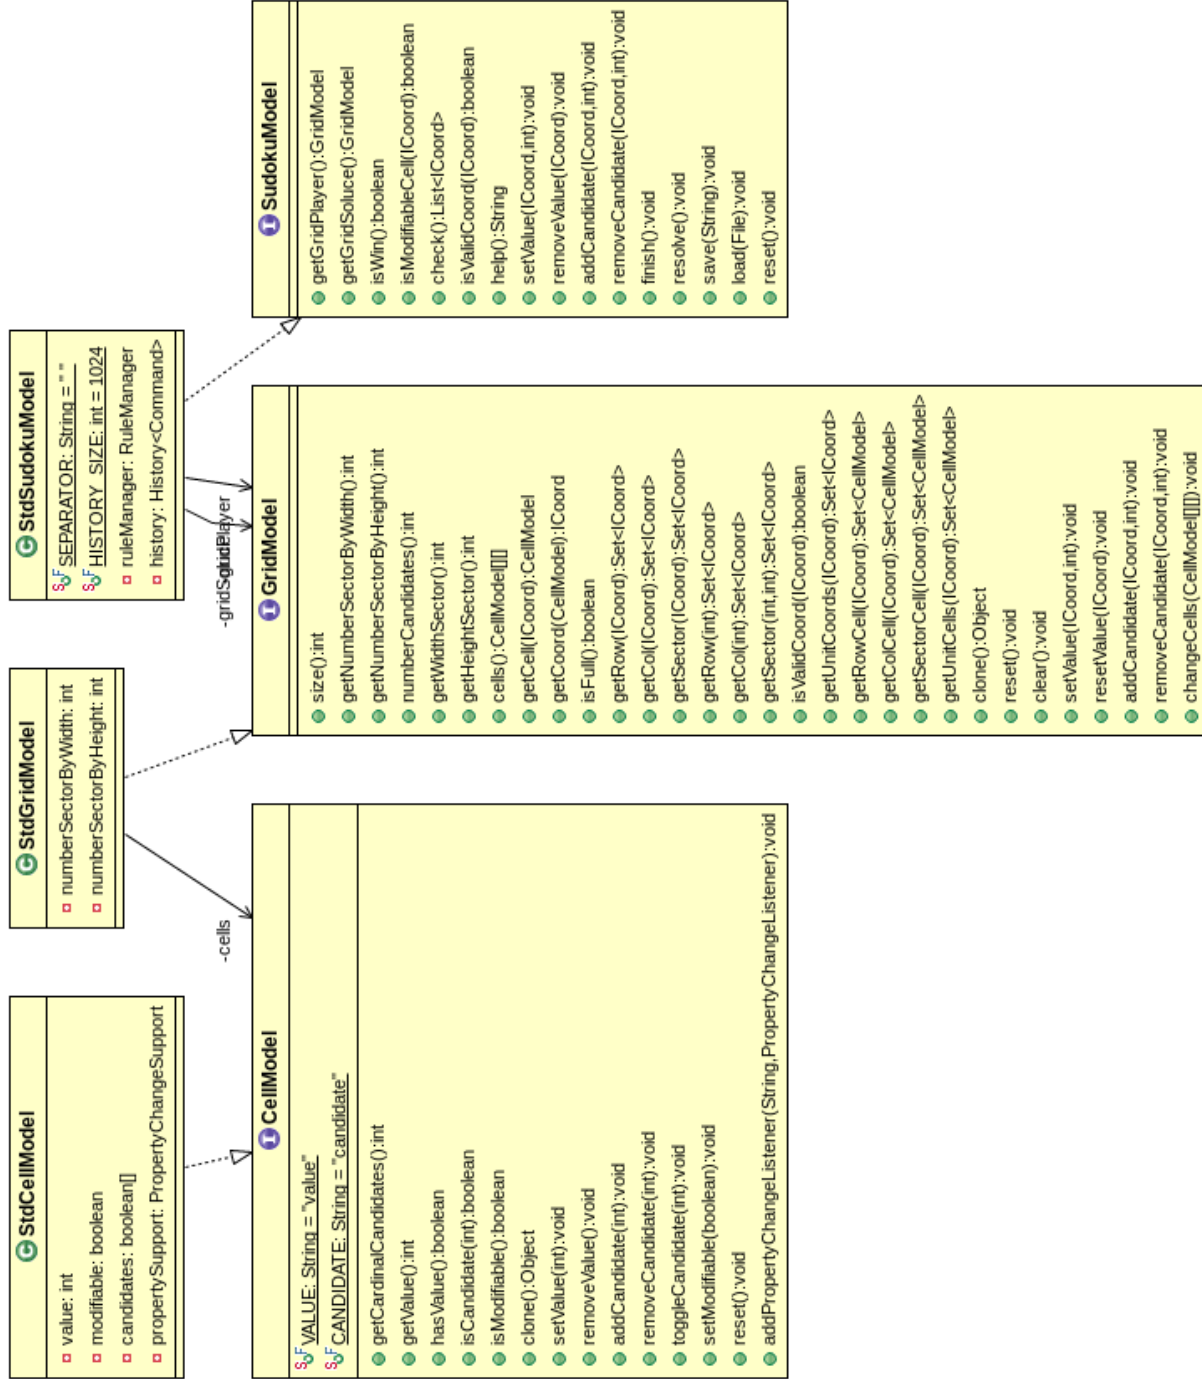 StdCellModel
value: int
modifiable: boolean
candidates: boolean[]
propertySupport: PropertyChangeSupport
StdGridModel
numberSectorByWidth: int
numberSectorByHeight: int
StdSudokuModel
SEPARATOR: String = " "
HISTORY_SIZE: int = 1024
ruleManager: RuleManager
history: History<Command>
-cells
-gridPlayer
CellModel
VALUE: String = "value"
CANDIDATE: String = "candidate"
getCardinalCandidates():int
getValue():int
hasValue():boolean
isCandidate(int):boolean
isModifiable():boolean
clone():Object
setValue(int):void
removeValue():void
addCandidate(int):void
removeCandidate(int):void
toggleCandidate(int):void
setModifiable(boolean):void
reset():void
addPropertyChangeListener(String,PropertyChangeListener):void
GridModel
size():int
getNumberSectorByWidth():int
getNumberSectorByHeight():int
numberCandidates():int
getWidthSector():int
getHeightSector():int
cells():CellModel[][]
getCell(ICoord):CellModel
getCoord(CellModel):ICoord
isFull():boolean
getRow(ICoord):Set<ICoord>
getCol(ICoord):Set<ICoord>
getSector(ICoord):Set<ICoord>
getRow(int):Set<ICoord>
getCol(int):Set<ICoord>
getSector(int,int):Set<ICoord>
isValidCoord(ICoord):boolean
getUnitCoords(ICoord):Set<ICoord>
getRowCell(ICoord):Set<CellModel>
getColCell(ICoord):Set<CellModel>
getSectorCell(ICoord):Set<CellModel>
getUnitCells(ICoord):Set<CellModel>
clone():Object
reset():void
clear():void
setValue(ICoord,int):void
resetValue(ICoord):void
addCandidate(ICoord,int):void
removeCandidate(ICoord,int):void
changeCells(CellModel[][]):void
SudokuModel
getGridPlayer():GridModel
getGridSoluce():GridModel
isWin():boolean
isModifiableCell(ICoord):boolean
check():List<ICoord>
isValidCoord(ICoord):boolean
help():String
setValue(ICoord,int):void
removeValue(ICoord):void
addCandidate(ICoord,int):void
removeCandidate(ICoord,int):void
finish():void
resolve():void
save(String):void
load(File):void
reset():void